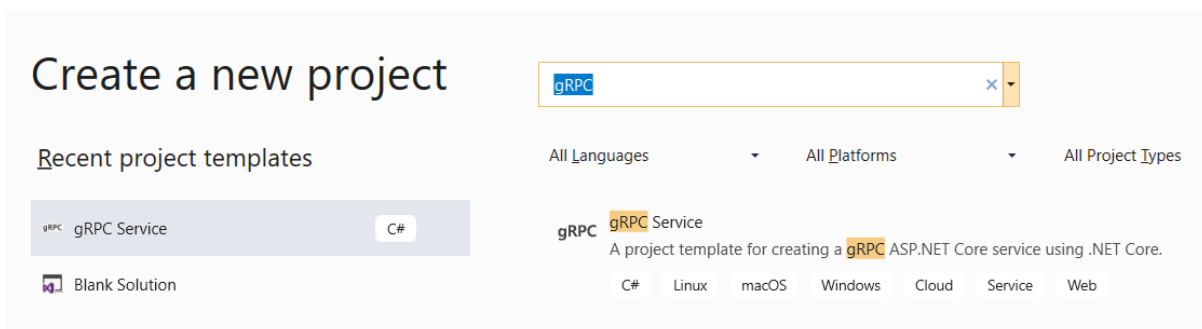 Create a new project
gRPC
Recent project templates
All Languages
All Platforms
All Project Types
gRPC gRPC Service C#
Blank Solution
gRPC gRPC Service
A project template for creating a gRPC ASP.NET Core service using .NET Core.
C# Linux macOS Windows Cloud Service Web